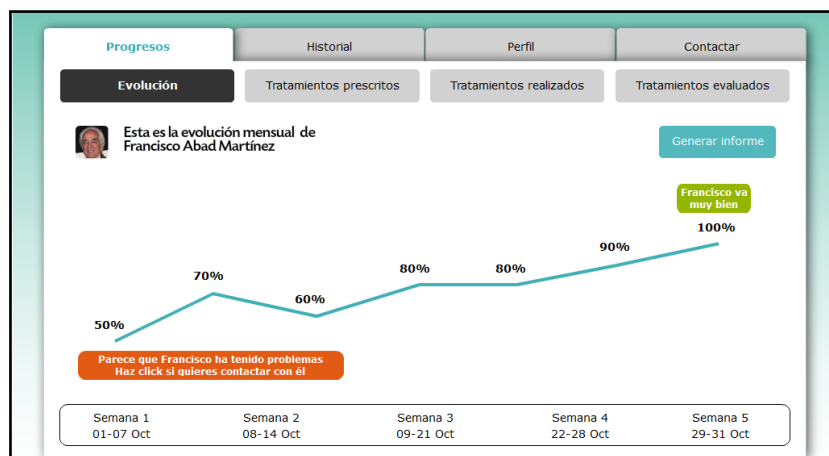 Progresos
Historial
Perfil
Contactar
Evolución
Tratamientos prescritos
Tratamientos realizados
Tratamientos evaluados
Esta es la evolución mensual de
Francisco Abad Martínez
Generar informe
Francisco va
muy bien
100%
90%
80%
80%
70%
60%
50%
Parece que Francisco ha tenido problemas
Haz click si quieres contactar con él
Semana 1
01-07 Oct
Semana 2
08-14 Oct
Semana 3
09-21 Oct
Semana 4
22-28 Oct
Semana 5
29-31 Oct